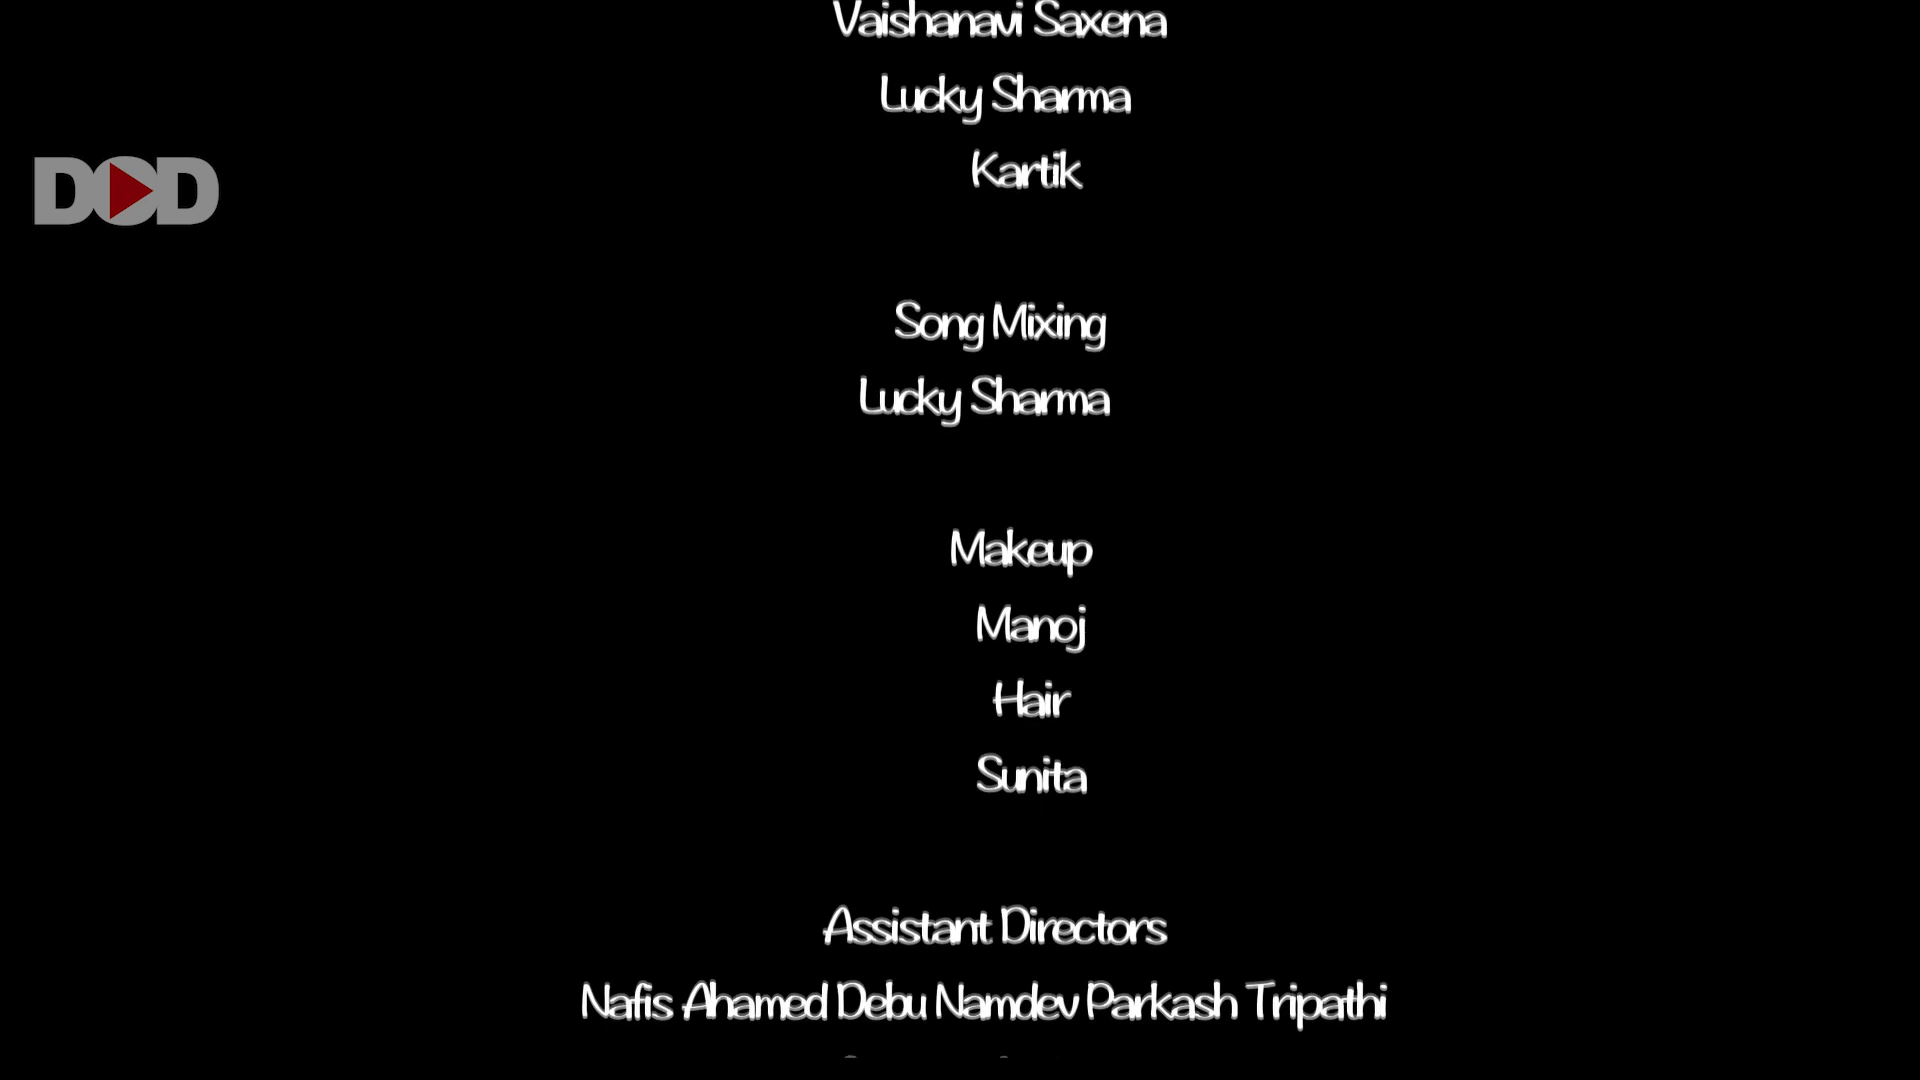 Vaishanavi Saxena
Lucky Sharma
Kartik
DOD
Song Mixing
Lucky Sharma
Makeup
Manoj
Hair
Sunita
Assistant Directors
Nafis Ahamed Debu Namdev Parkash Tripathi